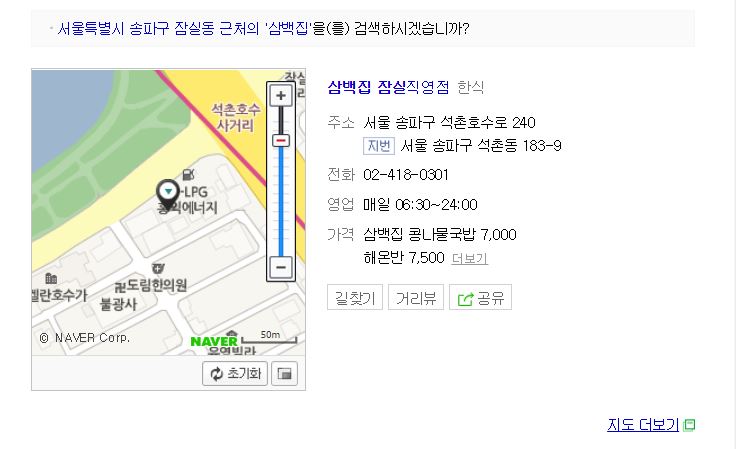 · 서울특별시 송파구 잠실동 근처의 '삼백집'을(를) 검색하시겠습니까?
삼백집 잠실직영점 한식
주소 서울 송파구 석촌호수로 240
지번 서울 송파구 석촌동 183-9
전화 02-418-0301
영업 매일 06:30~24:00
가격 삼백집 콩나물국밥 7,000
해온반 7,500 더보기
길찾기 거리뷰 공유
잠실
석촌호수
사거리
-LPG
흥익에너지
도림한의원
불광사
엘란호수가
© NAVER Corp.
NAVER 50m
초기화
지도 더보기